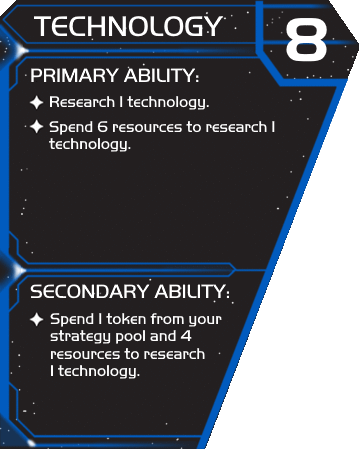 TECHNOLOGY
8
PRIMARY ABILITY:
Research 1 technology.
Spend 6 resources to research 1
technology.
SECONDARY ABILITY:
Spend 1 token from your
strategy pool and 4
resources to research
1 technology.